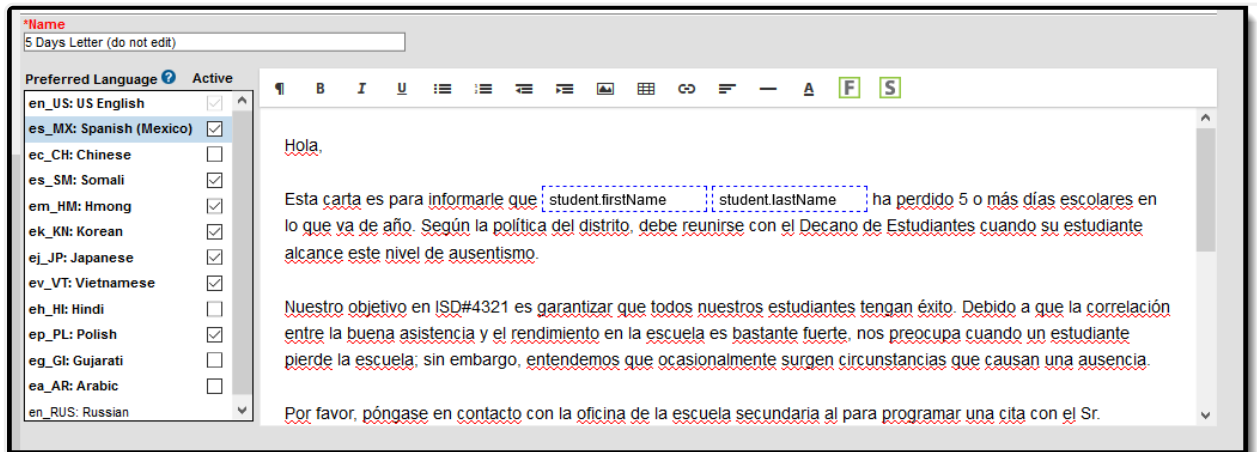 *Name
5 Days Letter (do not edit)
Preferred Language ? Active
en_US: US English
es_MX: Spanish (Mexico)
ec_CH: Chinese
es_SM: Somali
em_HM: Hmong
ek_KN: Korean
ej_JP: Japanese
ev_VT: Vietnamese
eh_HI: Hindi
ep_PL: Polish
eg_GI: Gujarati
ea_AR: Arabic
en_RUS: Russian
¶ B I U A F S
Hola,
Esta carta es para informarle que student.firstName student.lastName ha perdido 5 o más días escolares en
lo que va de año. Según la política del distrito, debe reunirse con el Decano de Estudiantes cuando su estudiante
alcance este nivel de ausentismo.
Nuestro objetivo en ISD#4321 es garantizar que todos nuestros estudiantes tengan éxito. Debido a que la correlación
entre la buena asistencia y el rendimiento en la escuela es bastante fuerte, nos preocupa cuando un estudiante
pierde la escuela; sin embargo, entendemos que ocasionalmente surgen circunstancias que causan una ausencia.
Por favor, póngase en contacto con la oficina de la escuela secundaria al para programar una cita con el Sr.